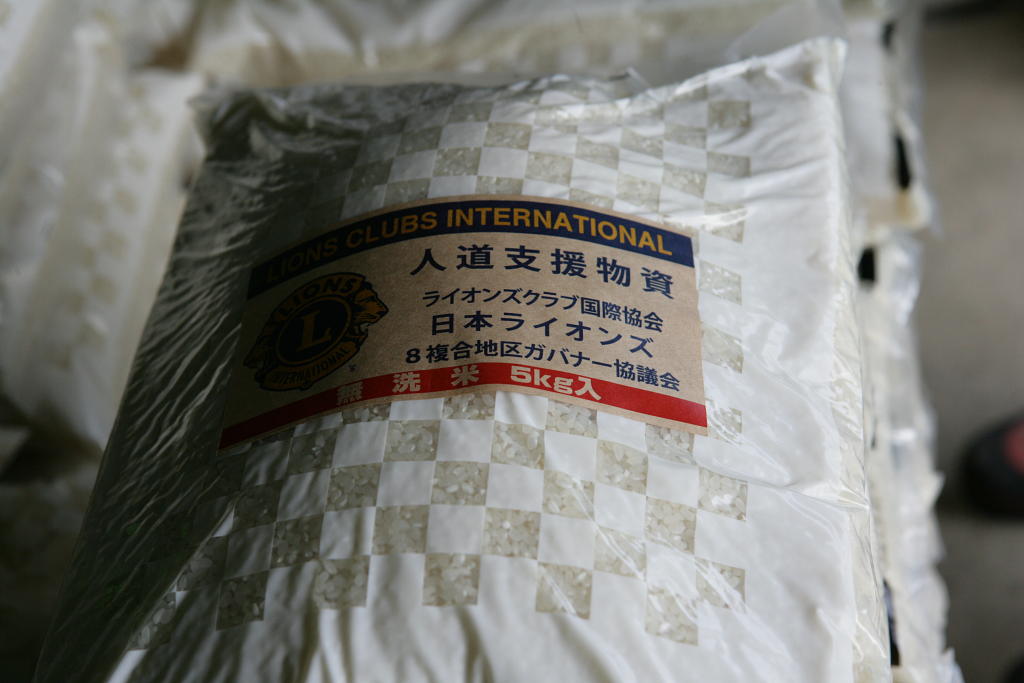 LIONS CLUBS INTERNATIONAL
人道支援物資
ライオンズクラブ国際協会
日本ライオンズ
8複合地区ガバナー協議会
LIONS
L
INTERNATIONAL
無洗米 5kg入